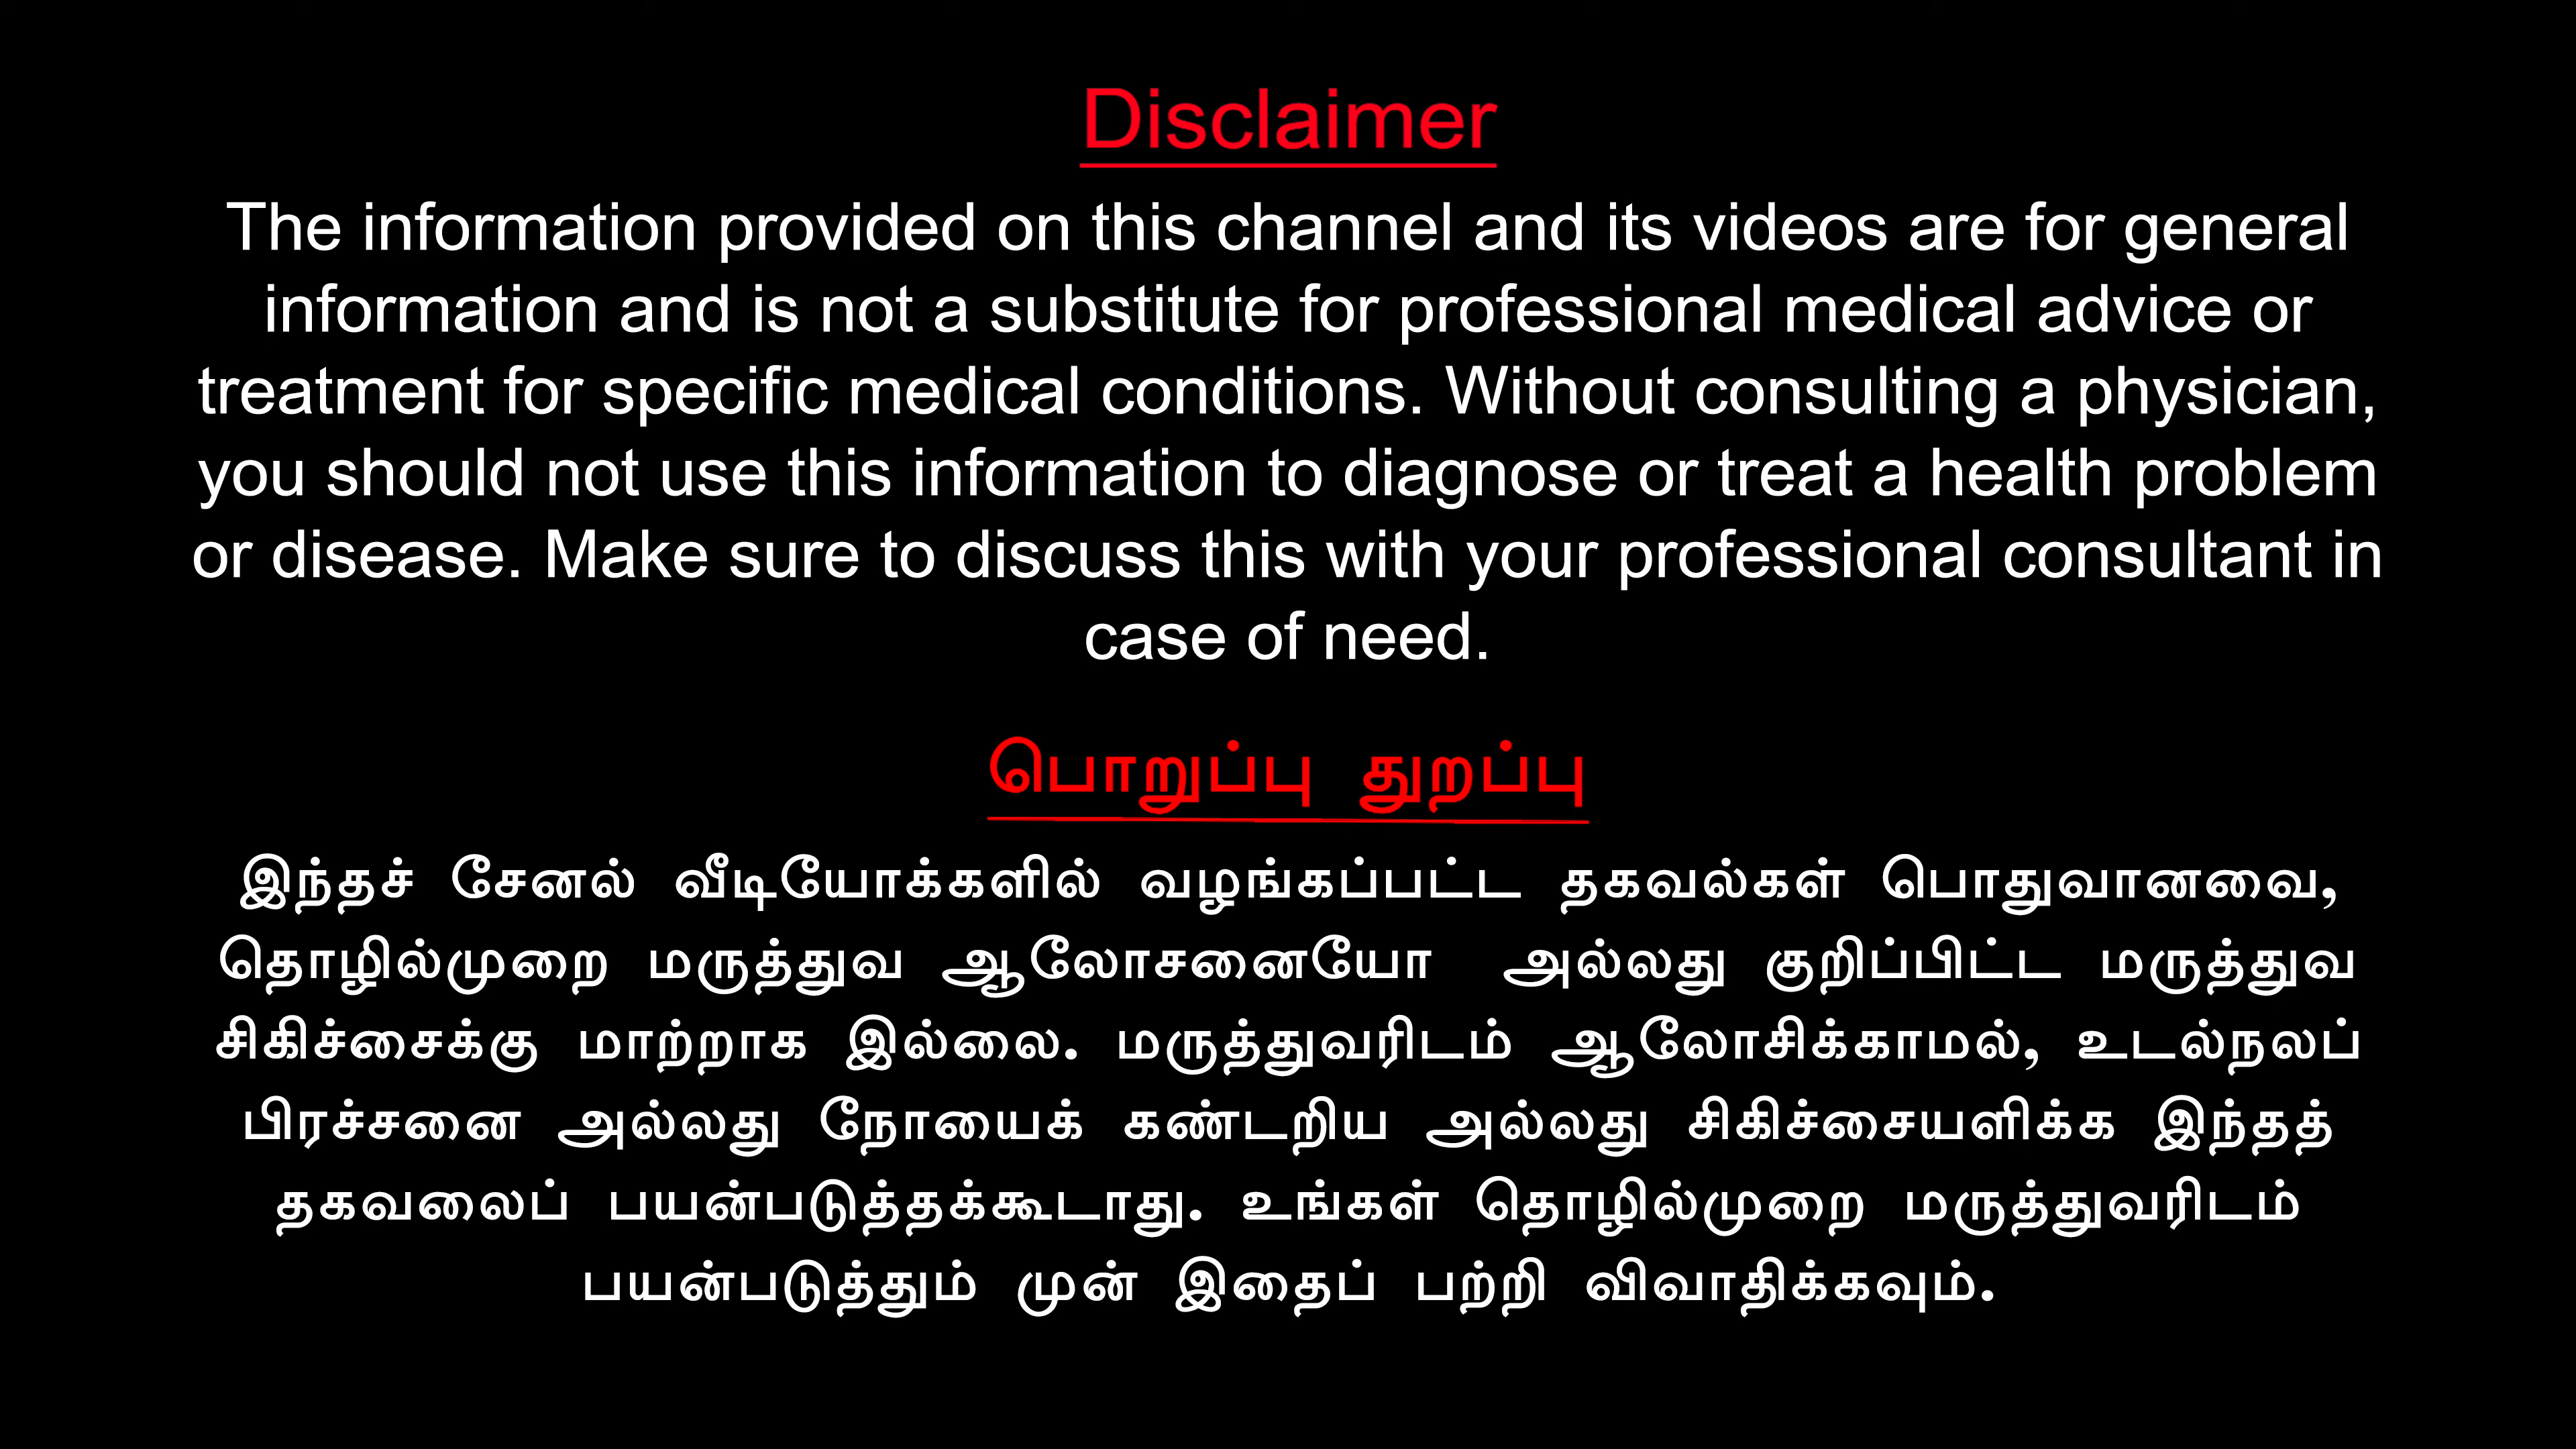 Disclaimer
The information provided on this channel and its videos are for general
information and is not a substitute for professional medical advice or
treatment for specific medical conditions. Without consulting a physician,
you should not use this information to diagnose or treat a health problem
or disease. Make sure to discuss this with your professional consultant in
case of need.
பொறுப்பு துறப்பு
இந்தச் சேனல் வீடியோக்களில் வழங்கப்பட்ட தகவல்கள் பொதுவானவை,
தொழில்முறை மருத்துவ ஆலோசனையோ அல்லது குறிப்பிட்ட மருத்துவ
சிகிச்சைக்கு மாற்றாக இல்லை. மருத்துவரிடம் ஆலோசிக்காமல், உடல்நலப்
பிரச்சனை அல்லது நோயைக் கண்டறிய அல்லது சிகிச்சையளிக்க இந்தத்
தகவலைப் பயன்படுத்தக்கூடாது. உங்கள் தொழில்முறை மருத்துவரிடம்
பயன்படுத்தும் முன் இதைப் பற்றி விவாதிக்கவும்.